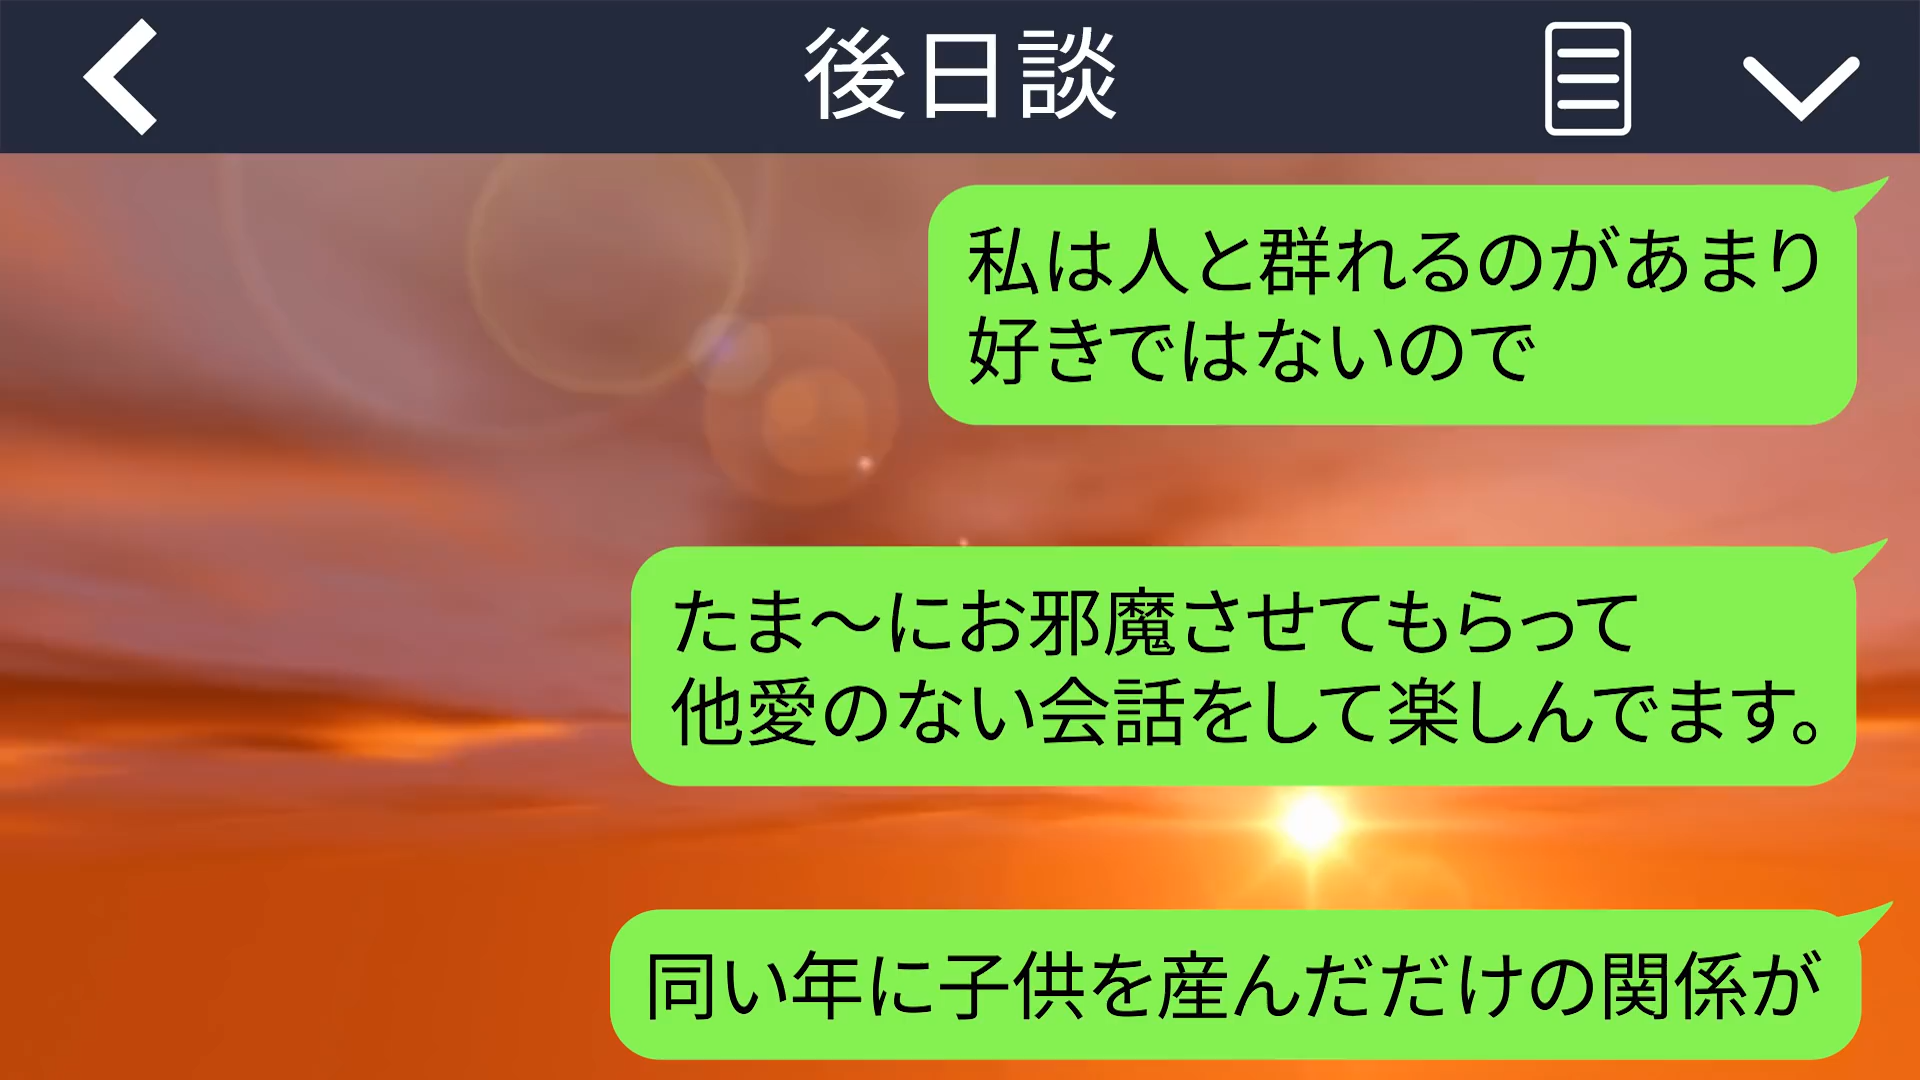 後日談
私は人と群れるのがあまり
好きではないので
たま～にお邪魔させてもらって
他愛のない会話をして楽しんでます。
同い年に子供を産んだだけの関係が